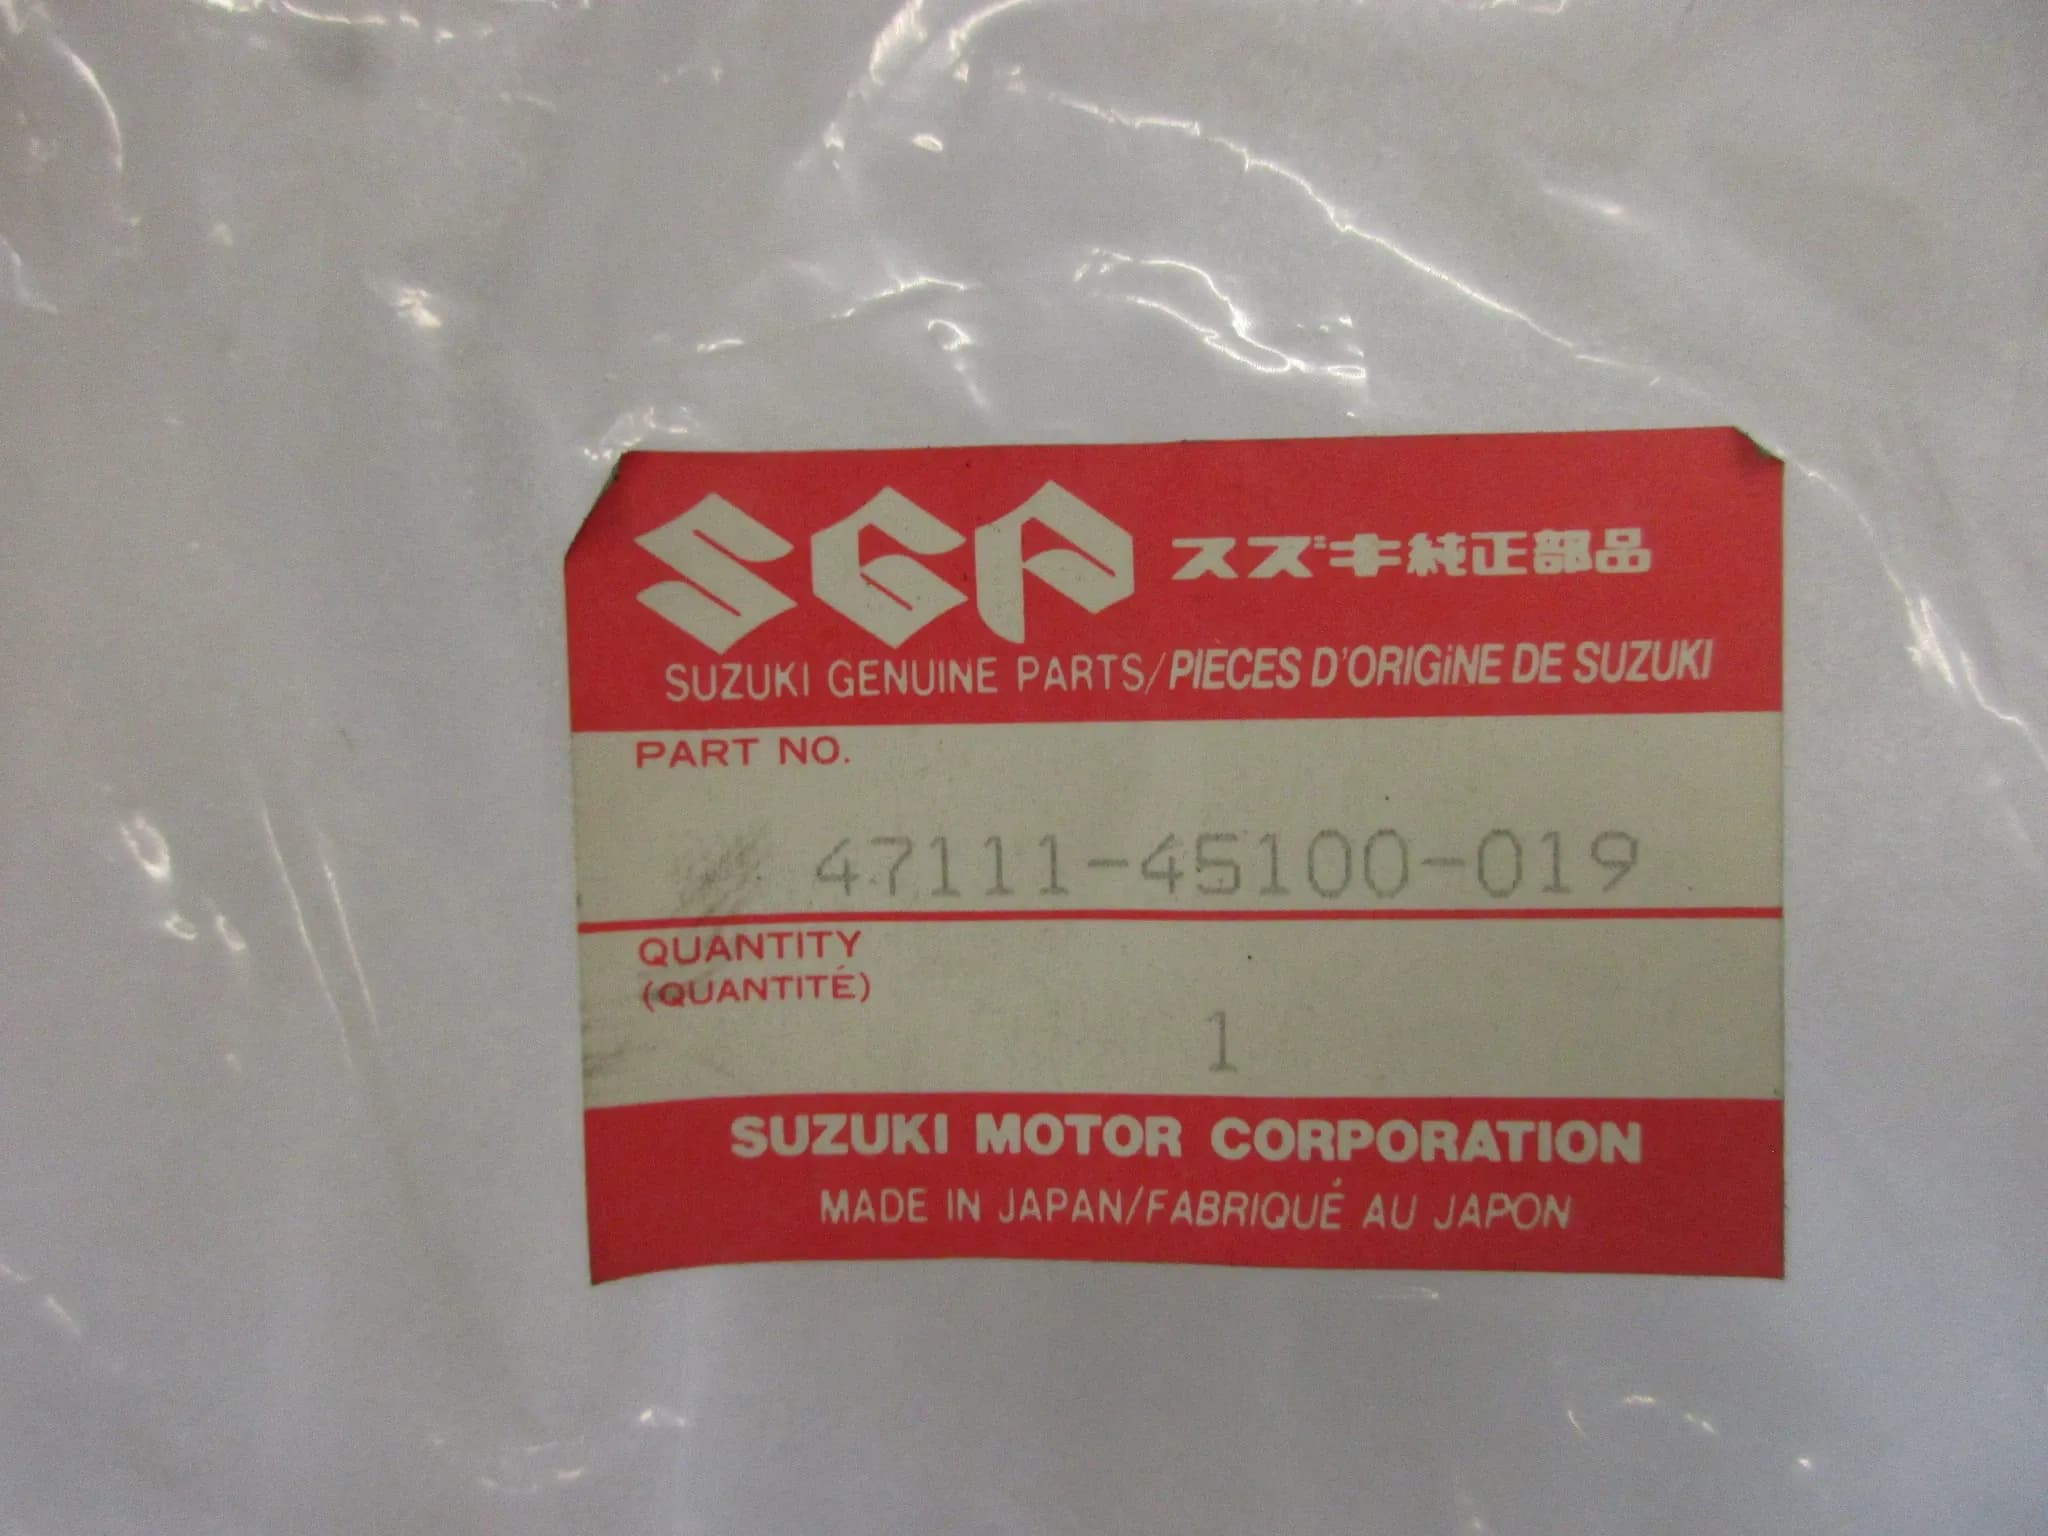 SGP スズキ純正部品
SUZUKI GENUINE PARTS/PIÈCES D'ORIGiNE DE SUZUKI
PART NO.
47111-45100-019
QUANTITY
(QUANTITÉ)
1
SUZUKI MOTOR CORPORATION
MADE IN JAPAN/FABRIQUÉ AU JAPON